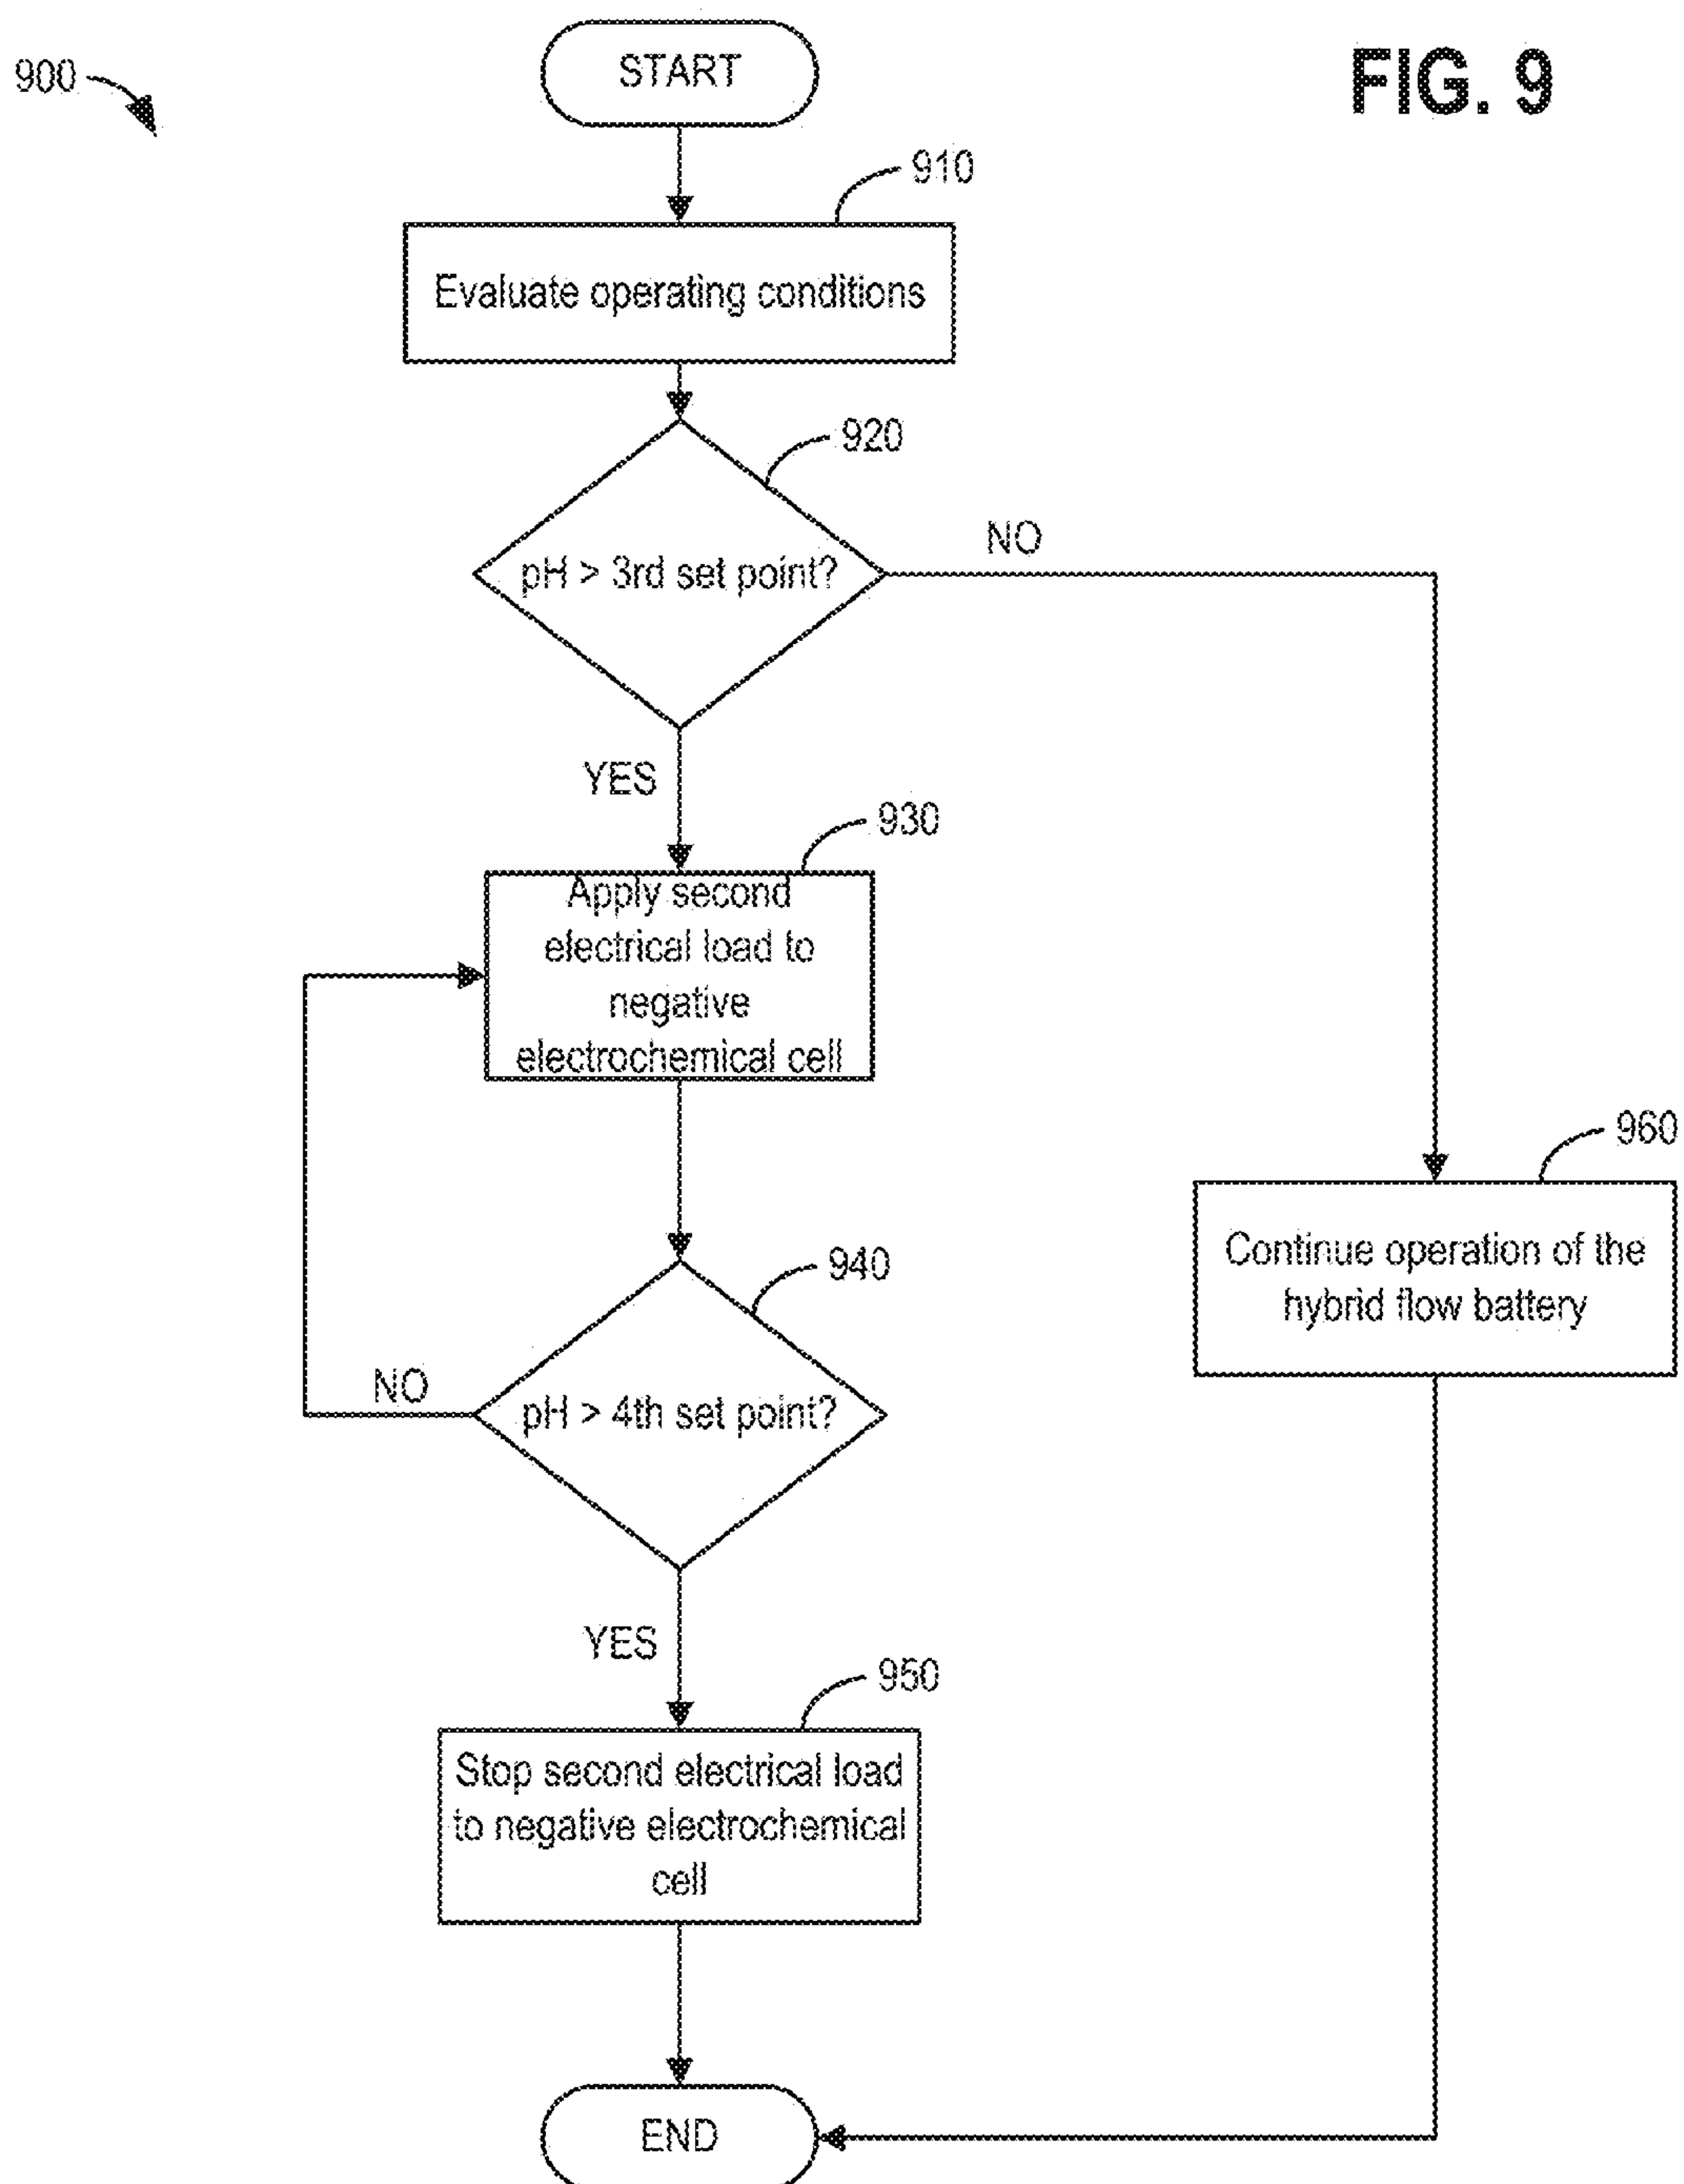 900
START
FIG. 9
910
Evaluate operating conditions
920
pH > 3rd set point?
NO
YES
930
Apply second
electrical load to
negative
electrochemical cell
940
pH > 4th set point?
NO
YES
950
Stop second electrical load
to negative electrochemical
cell
960
Continue operation of the
hybrid flow battery
END